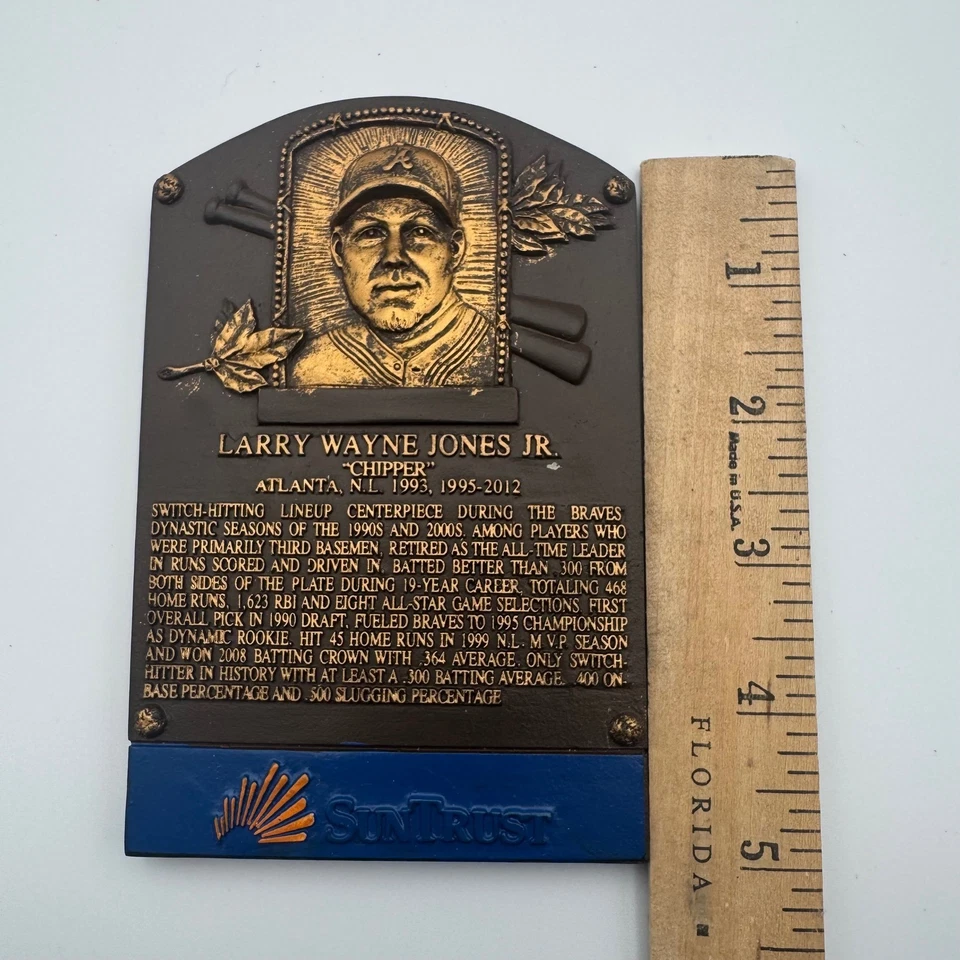 A
LARRY WAYNE JONES JR.
"CHIPPER"
ATLANTA, N.L. 1993, 1995-2012
SWITCH-HITTING LINEUP CENTERPIECE DURING THE BRAVES
DYNASTIC SEASONS OF THE 1990S AND 2000S. AMONG PLAYERS WHO
WERE PRIMARILY THIRD BASEMEN, RETIRED AS THE ALL-TIME LEADER
IN RUNS SCORED AND DRIVEN IN. BATTED BETTER THAN .300 FROM
BOTH SIDES OF THE PLATE DURING 19-YEAR CAREER, TOTALING 468
HOME RUNS, 1,623 RBI AND EIGHT ALL-STAR GAME SELECTIONS. FIRST
OVERALL PICK IN 1990 DRAFT, FUELED BRAVES TO 1995 CHAMPIONSHIP
AS DYNAMIC ROOKIE. HIT 45 HOME RUNS IN 1999 N.L. M.V.P. SEASON
AND WON 2008 BATTING CROWN WITH .364 AVERAGE. ONLY SWITCH-
HITTER IN HISTORY WITH AT LEAST A .300 BATTING AVERAGE, .400 ON-
BASE PERCENTAGE AND .500 SLUGGING PERCENTAGE
SUNTRUST
1
2
Made in U.S.A.
3
4
5
FLORIDA